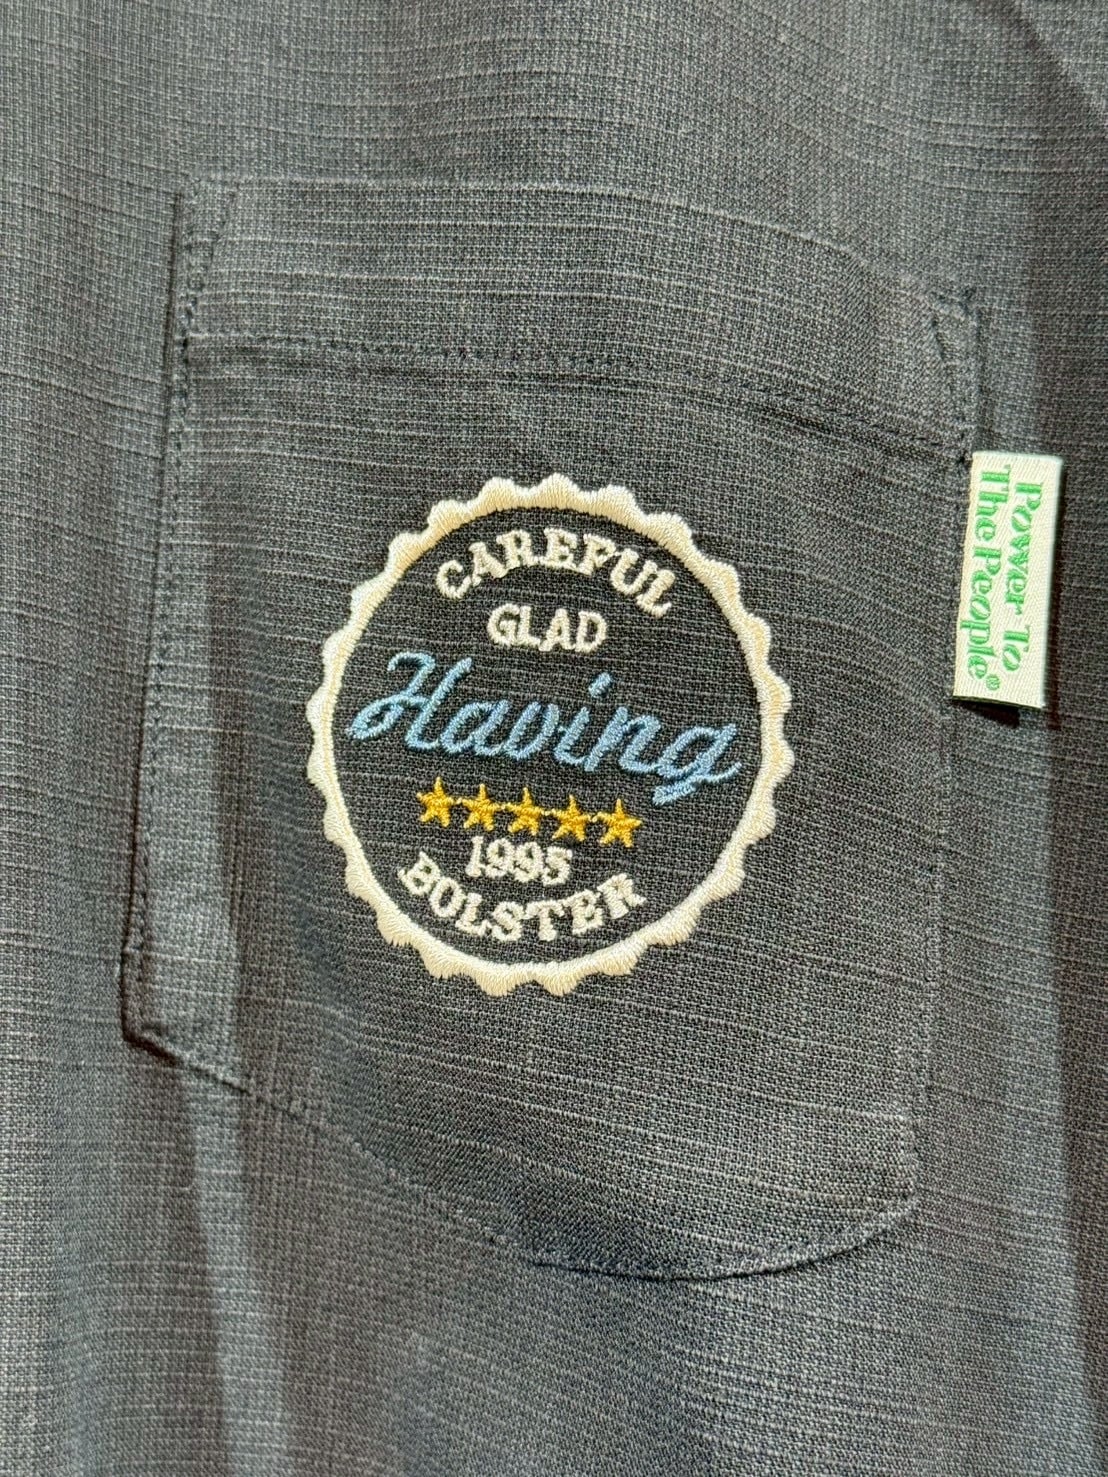 CAREFUL
GLAD
Having
1995
BOLSTER
Power To
The People®